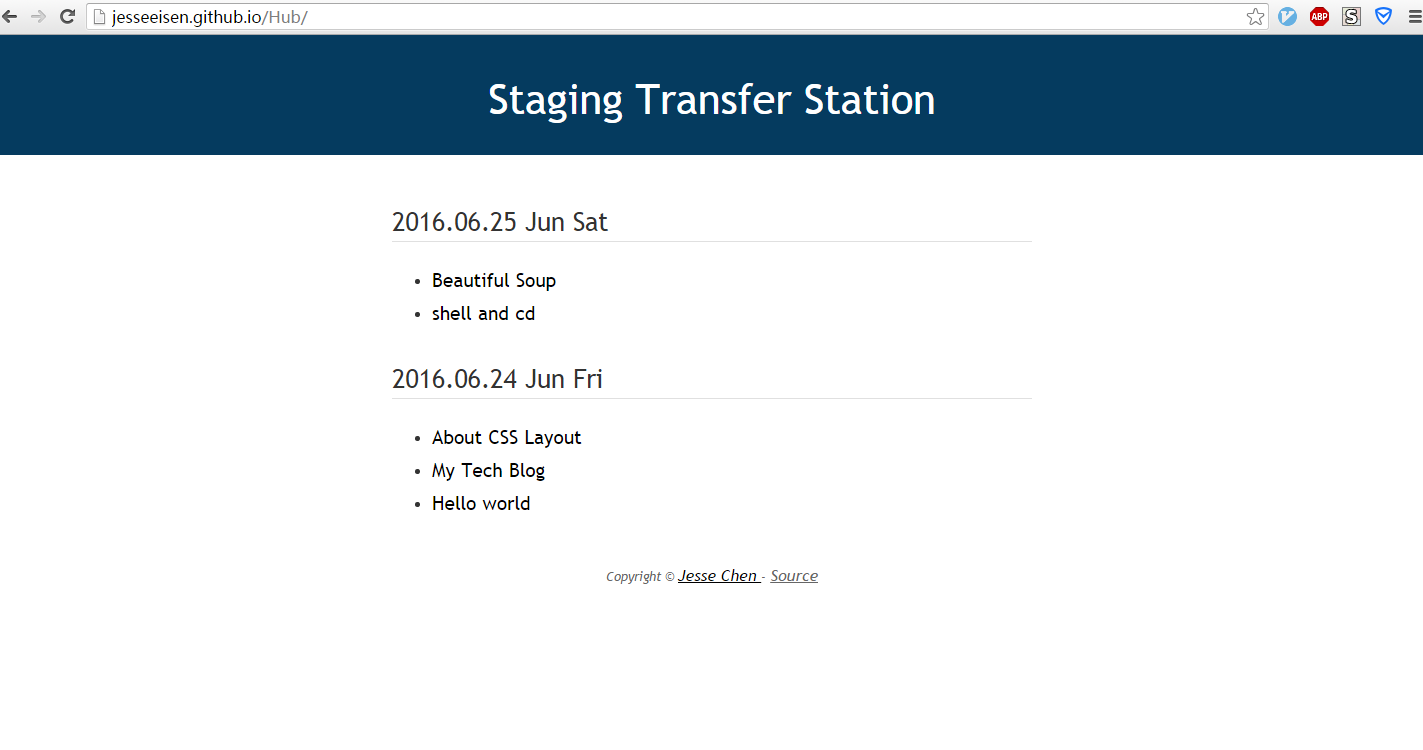 jesseeisen.github.io/Hub/
ABP
S
Staging Transfer Station
2016.06.25 Jun Sat
Beautiful Soup
shell and cd
2016.06.24 Jun Fri
About CSS Layout
My Tech Blog
Hello world
Copyright © Jesse Chen - Source